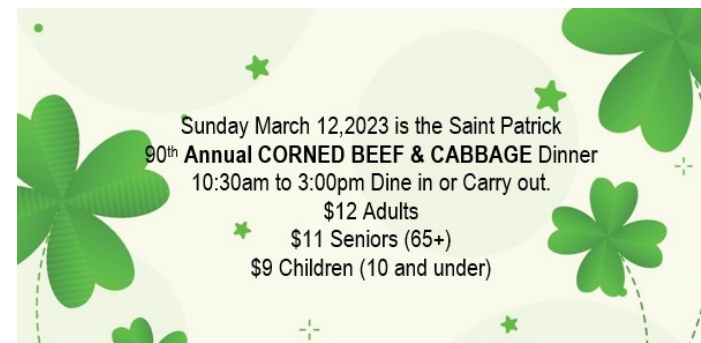 Sunday March 12,2023 is the Saint Patrick
90th Annual CORNED BEEF & CABBAGE Dinner
10:30am to 3:00pm Dine in or Carry out.
$12 Adults
$11 Seniors (65+)
$9 Children (10 and under)